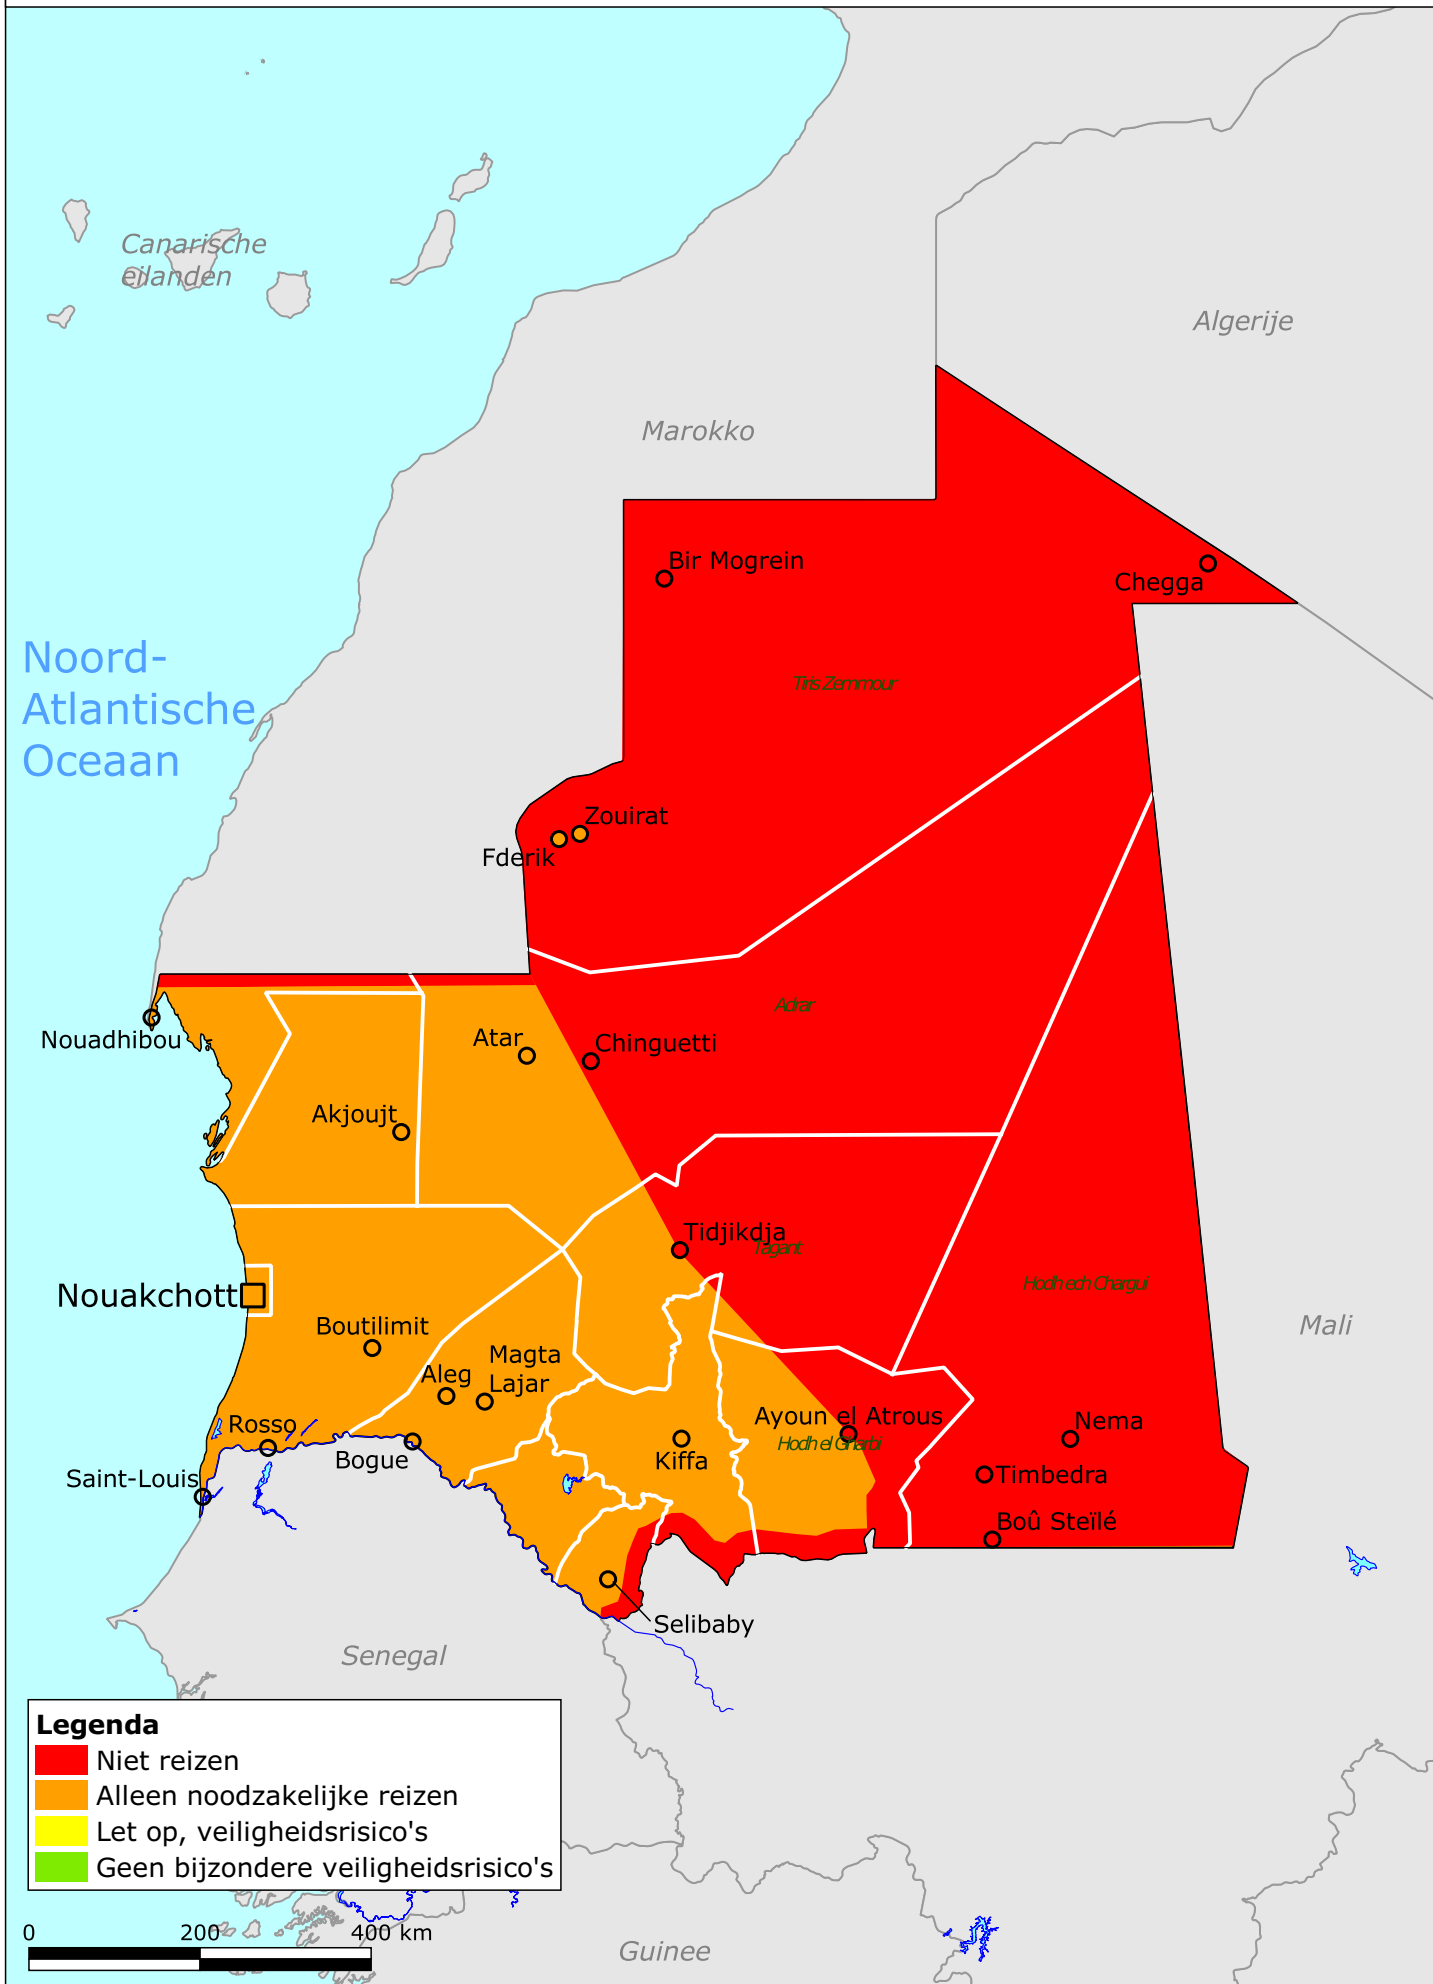 Canarische
eilanden
Algerije
Marokko
Bir Mogrein
Chegga
Noord-
Atlantische
Oceaan
Tiris Zemmour
Zouirat
Fderik
Adrar
Nouadhibou
Atar
Chinguetti
Akjoujt
Tidjikdja
Tagant
Hodh ech Chargui
Nouakchott
Boutilimit
Mali
Magta
Lajar
Aleg
Rosso
Ayoun el Atrous
Nema
Hodh el Gharbi
Bogue
Kiffa
Saint-Louis
Timbedra
Boû Steïlé
Selibaby
Senegal
Legenda
Niet reizen
Alleen noodzakelijke reizen
Let op, veiligheidsrisico's
Geen bijzondere veiligheidsrisico's
0 200 400 km
Guinee